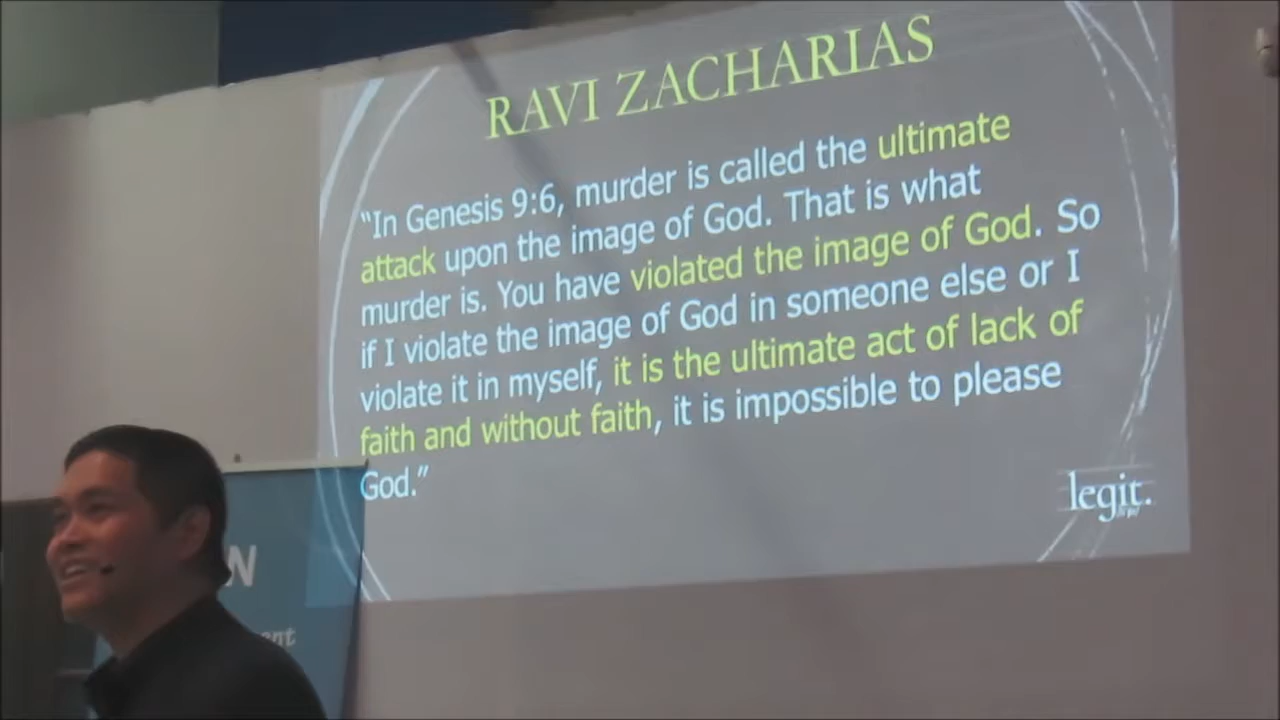 RAVI ZACHARIAS
“In Genesis 9:6, murder is called the ultimate
attack upon the image of God. That is what
murder is. You have violated the image of God. So
if I violate the image of God in someone else or I
violate it in myself, it is the ultimate act of lack of
faith and without faith, it is impossible to please
God.”
legit.
N
ent